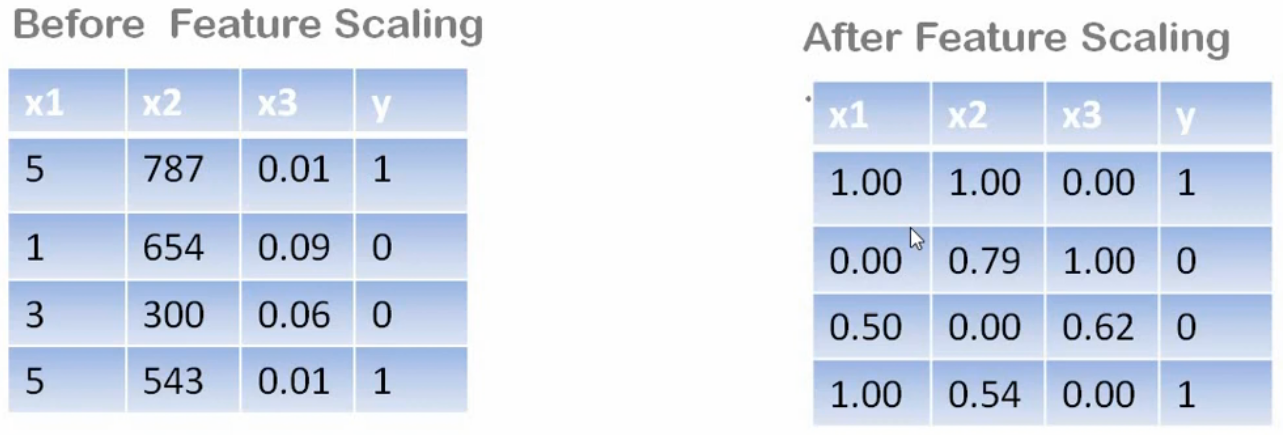 Before Feature Scaling
x1 x2 x3 y
5 787 0.01 1
1 654 0.09 0
3 300 0.06 0
5 543 0.01 1
After Feature Scaling
x1 x2 x3 y
1.00 1.00 0.00 1
0.00 0.79 1.00 0
0.50 0.00 0.62 0
1.00 0.54 0.00 1